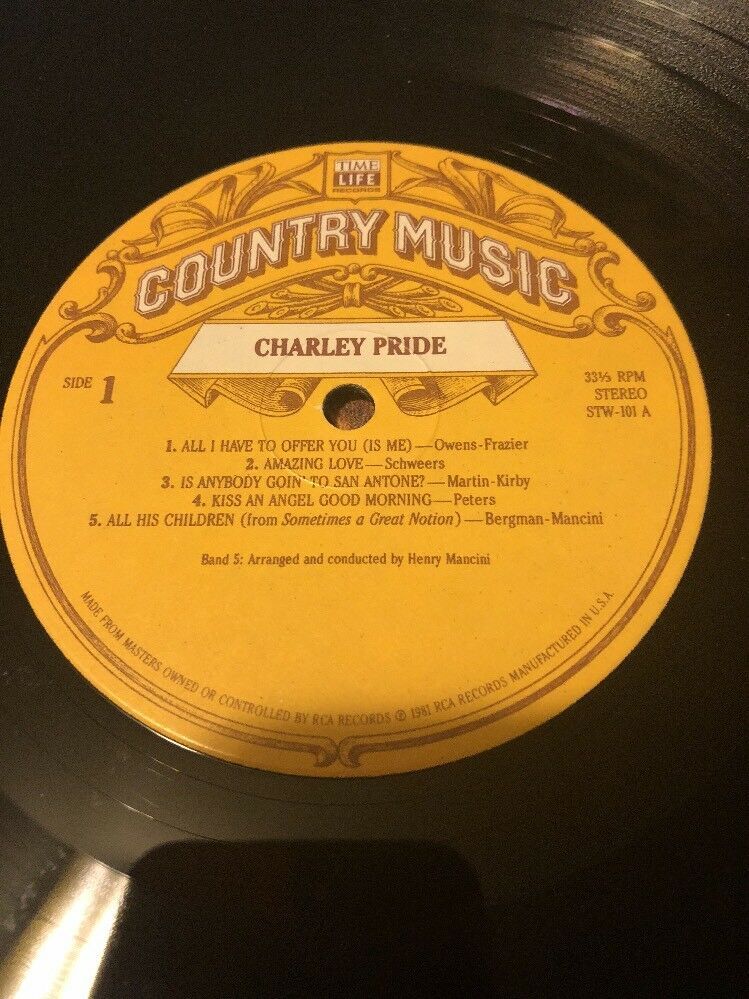 TIME
LIFE
RECORDS
COUNTRY MUSIC
CHARLEY PRIDE
SIDE 1
33⅓ RPM
STEREO
STW-101 A
1. ALL I HAVE TO OFFER YOU (IS ME)—Owens-Frazier
2. AMAZING LOVE—Schweers
3. IS ANYBODY GOIN' TO SAN ANTONE?—Martin-Kirby
4. KISS AN ANGEL GOOD MORNING—Peters
5. ALL HIS CHILDREN (from Sometimes a Great Notion)—Bergman-Mancini
Band 5: Arranged and conducted by Henry Mancini
MADE FROM MASTERS OWNED OR CONTROLLED BY RCA RECORDS ℗ 1981 RCA RECORDS MANUFACTURED IN U.S.A.